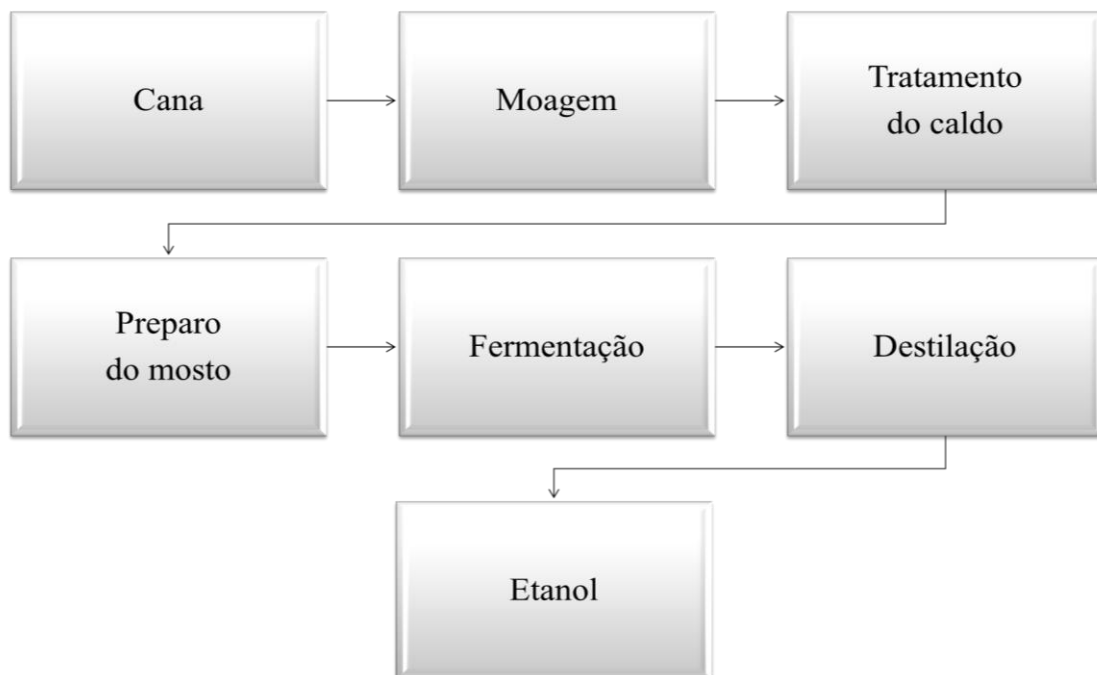 Cana
Moagem
Tratamento
do caldo
Preparo
do mosto
Fermentação
Destilação
Etanol